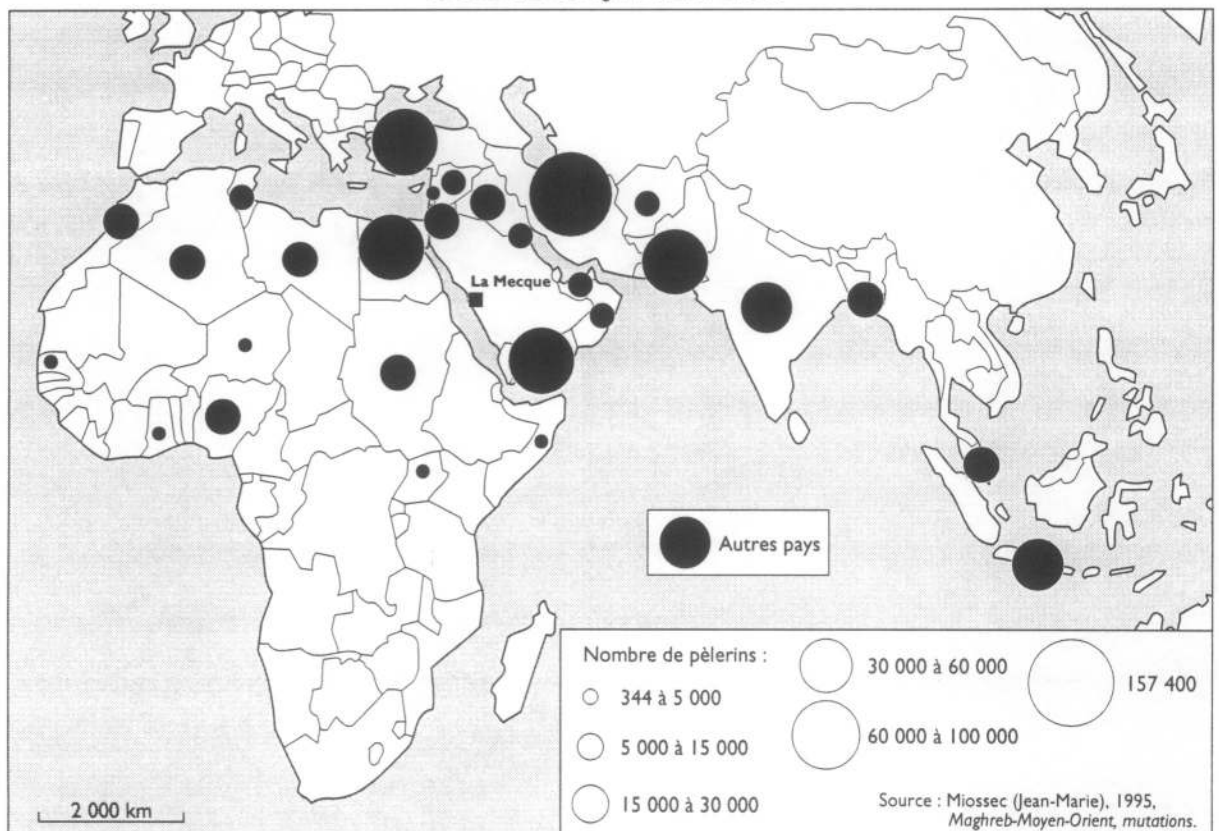 La Mecque
Autres pays
Nombre de pèlerins :
344 à 5 000
5 000 à 15 000
15 000 à 30 000
30 000 à 60 000
60 000 à 100 000
157 400
Source : Miossec (Jean-Marie), 1995,
Maghreb-Moyen-Orient, mutations.
2 000 km